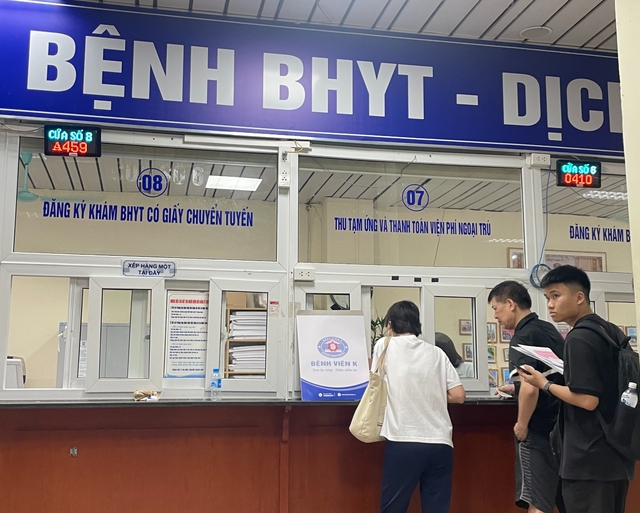 BỆNH BHYT - DỊCH
CỬA SỐ 8
A459
CỬA SỐ 6
0410
08
ĐĂNG KÝ KHÁM BHYT CÓ GIẤY CHUYỂN TUYẾN
07
THU TẠM ỨNG VÀ THANH TOÁN VIỆN PHÍ NGOẠI TRÚ
ĐĂNG KÝ KHÁM B
XẾP HÀNG MỘT
TẠI ĐÂY
BỆNH VIỆN K